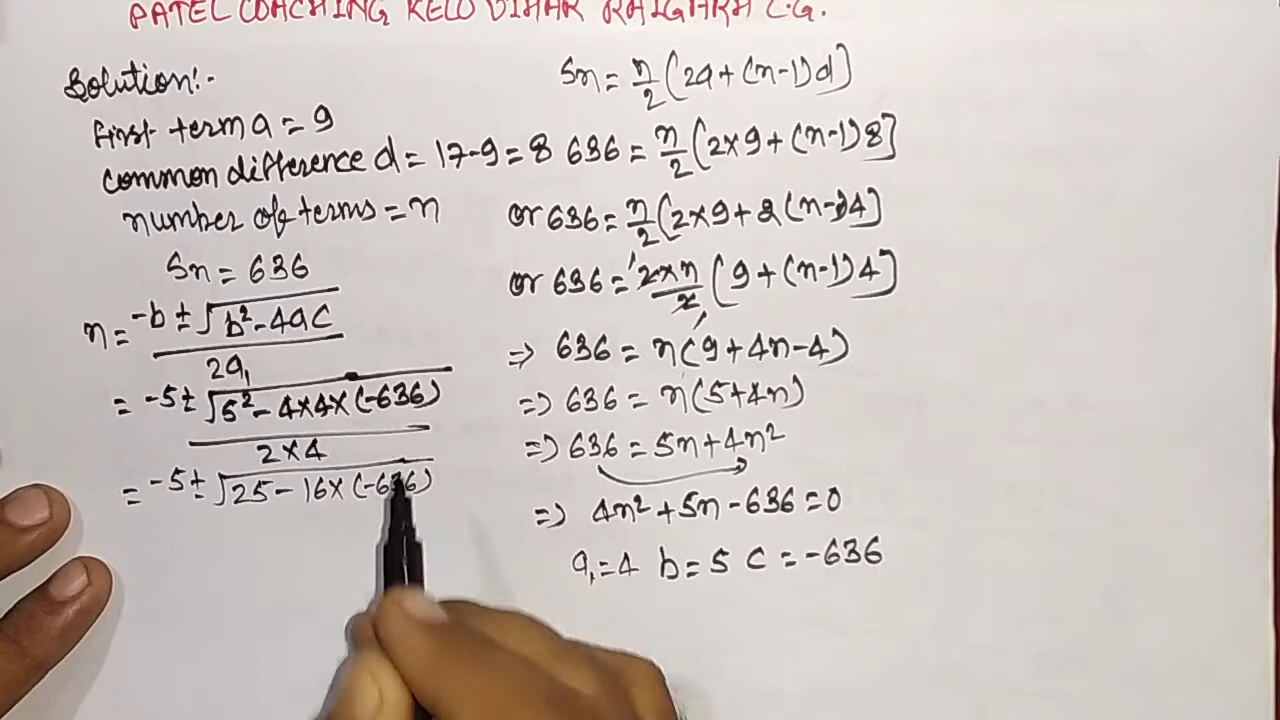 PATEL COACHING KELO VIHAR RAIGARH C.G.
Solution:-
First term a = 9
common difference d = 17-9 = 8
number of terms = n
Sn = 636
n = -b ± √b²-4ac / 2a₁
= -5 ± √5²-4×4×(-636) / 2×4
= -5 ± √25-16×(-636)
Sn = n/2 (2a+(n-1)d]
636 = n/2 (2×9+(n-1)8]
or 636 = n/2 (2×9+2(n-1)4]
or 636 = 2×n/2 (9+(n-1)4]
⇒ 636 = n(9+4n-4)
⇒ 636 = n(5+4n)
⇒ 636 = 5n+4n²
⇒ 4n²+5n-636=0
a₁=4 b=5 c=-636